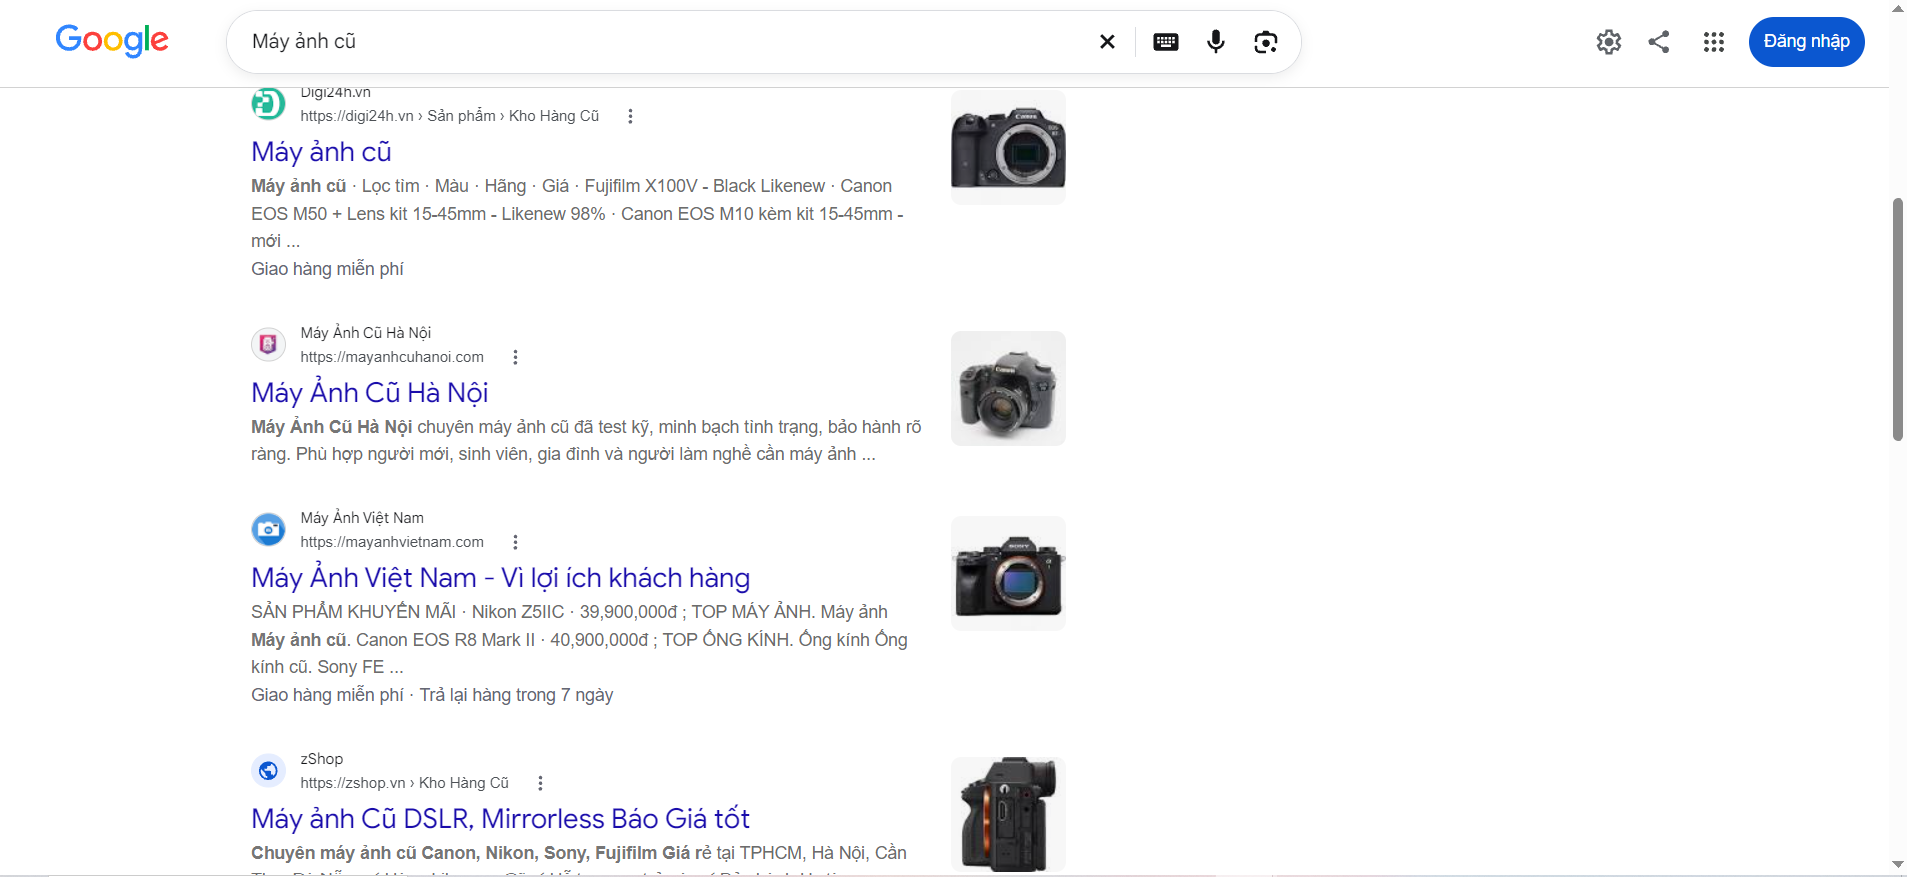 Google
Máy ảnh cũ
Đăng nhập
Digi24h.vn
https://digi24h.vn › Sản phẩm › Kho Hàng Cũ
Máy ảnh cũ
Máy ảnh cũ · Lọc tìm · Màu · Hãng · Giá · Fujifilm X100V - Black Likenew · Canon
EOS M50 + Lens kit 15-45mm - Likenew 98% · Canon EOS M10 kèm kit 15-45mm -
mới ...
Giao hàng miễn phí
Canon
Máy Ảnh Cũ Hà Nội
https://mayanhcuhanoi.com
Máy Ảnh Cũ Hà Nội
Máy Ảnh Cũ Hà Nội chuyên máy ảnh cũ đã test kỹ, minh bạch tình trạng, bảo hành rõ
ràng. Phù hợp người mới, sinh viên, gia đình và người làm nghề cần máy ảnh ...
Canon
Máy Ảnh Việt Nam
https://mayanhvietnam.com
Máy Ảnh Việt Nam - Vì lợi ích khách hàng
SẢN PHẨM KHUYẾN MÃI · Nikon Z5IIC · 39,900,000đ ; TOP MÁY ẢNH. Máy ảnh
Máy ảnh cũ. Canon EOS R8 Mark II · 40,900,000đ ; TOP ỐNG KÍNH. Ống kính Ống
kính cũ. Sony FE ...
Giao hàng miễn phí · Trả lại hàng trong 7 ngày
SONY
zShop
https://zshop.vn › Kho Hàng Cũ
Máy ảnh Cũ DSLR, Mirrorless Báo Giá tốt
Chuyên máy ảnh cũ Canon, Nikon, Sony, Fujifilm Giá rẻ tại TPHCM, Hà Nội, Cần